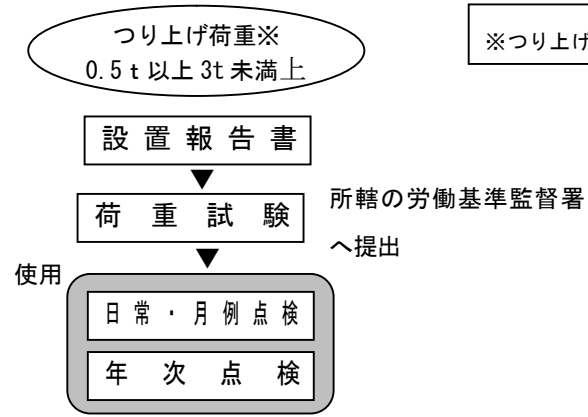 つり上げ荷重※
0.5ｔ以上3t未満上
※つり上げ
設置報告書
荷重試験
所轄の労働基準監督署
へ提出
使用
日常・月例点検
年次点検